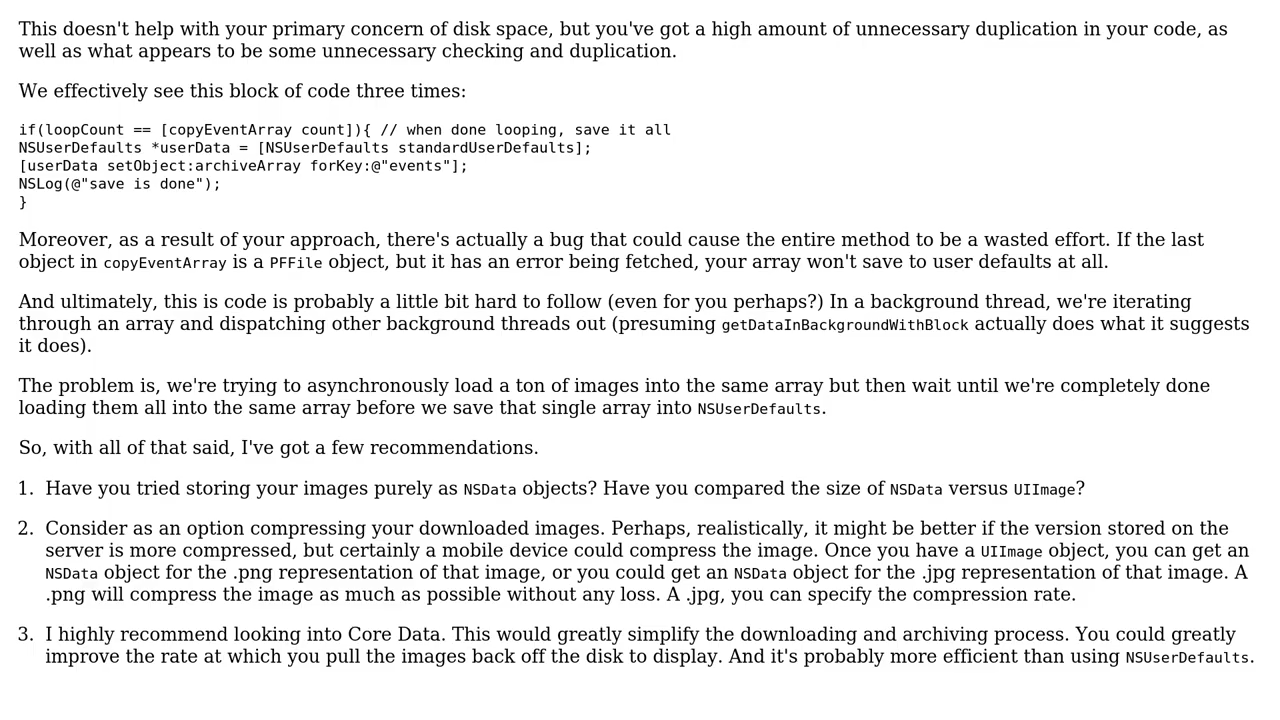 This doesn't help with your primary concern of disk space, but you've got a high amount of unnecessary duplication in your code, as
well as what appears to be some unnecessary checking and duplication.
We effectively see this block of code three times:
if(loopCount == [copyEventArray count]){ // when done looping, save it all
NSUserDefaults *userData = [NSUserDefaults standardUserDefaults];
[userData setObject:archiveArray forKey:@"events"];
NSLog(@"save is done");
}
Moreover, as a result of your approach, there's actually a bug that could cause the entire method to be a wasted effort. If the last
object in copyEventArray is a PFFile object, but it has an error being fetched, your array won't save to user defaults at all.
And ultimately, this is code is probably a little bit hard to follow (even for you perhaps?) In a background thread, we're iterating
through an array and dispatching other background threads out (presuming getDataInBackgroundWithBlock actually does what it suggests
it does).
The problem is, we're trying to asynchronously load a ton of images into the same array but then wait until we're completely done
loading them all into the same array before we save that single array into NSUserDefaults.
So, with all of that said, I've got a few recommendations.
1. Have you tried storing your images purely as NSData objects? Have you compared the size of NSData versus UIImage?
2. Consider as an option compressing your downloaded images. Perhaps, realistically, it might be better if the version stored on the
server is more compressed, but certainly a mobile device could compress the image. Once you have a UIImage object, you can get an
NSData object for the .png representation of that image, or you could get an NSData object for the .jpg representation of that image. A
.png will compress the image as much as possible without any loss. A .jpg, you can specify the compression rate.
3. I highly recommend looking into Core Data. This would greatly simplify the downloading and archiving process. You could greatly
improve the rate at which you pull the images back off the disk to display. And it's probably more efficient than using NSUserDefaults.